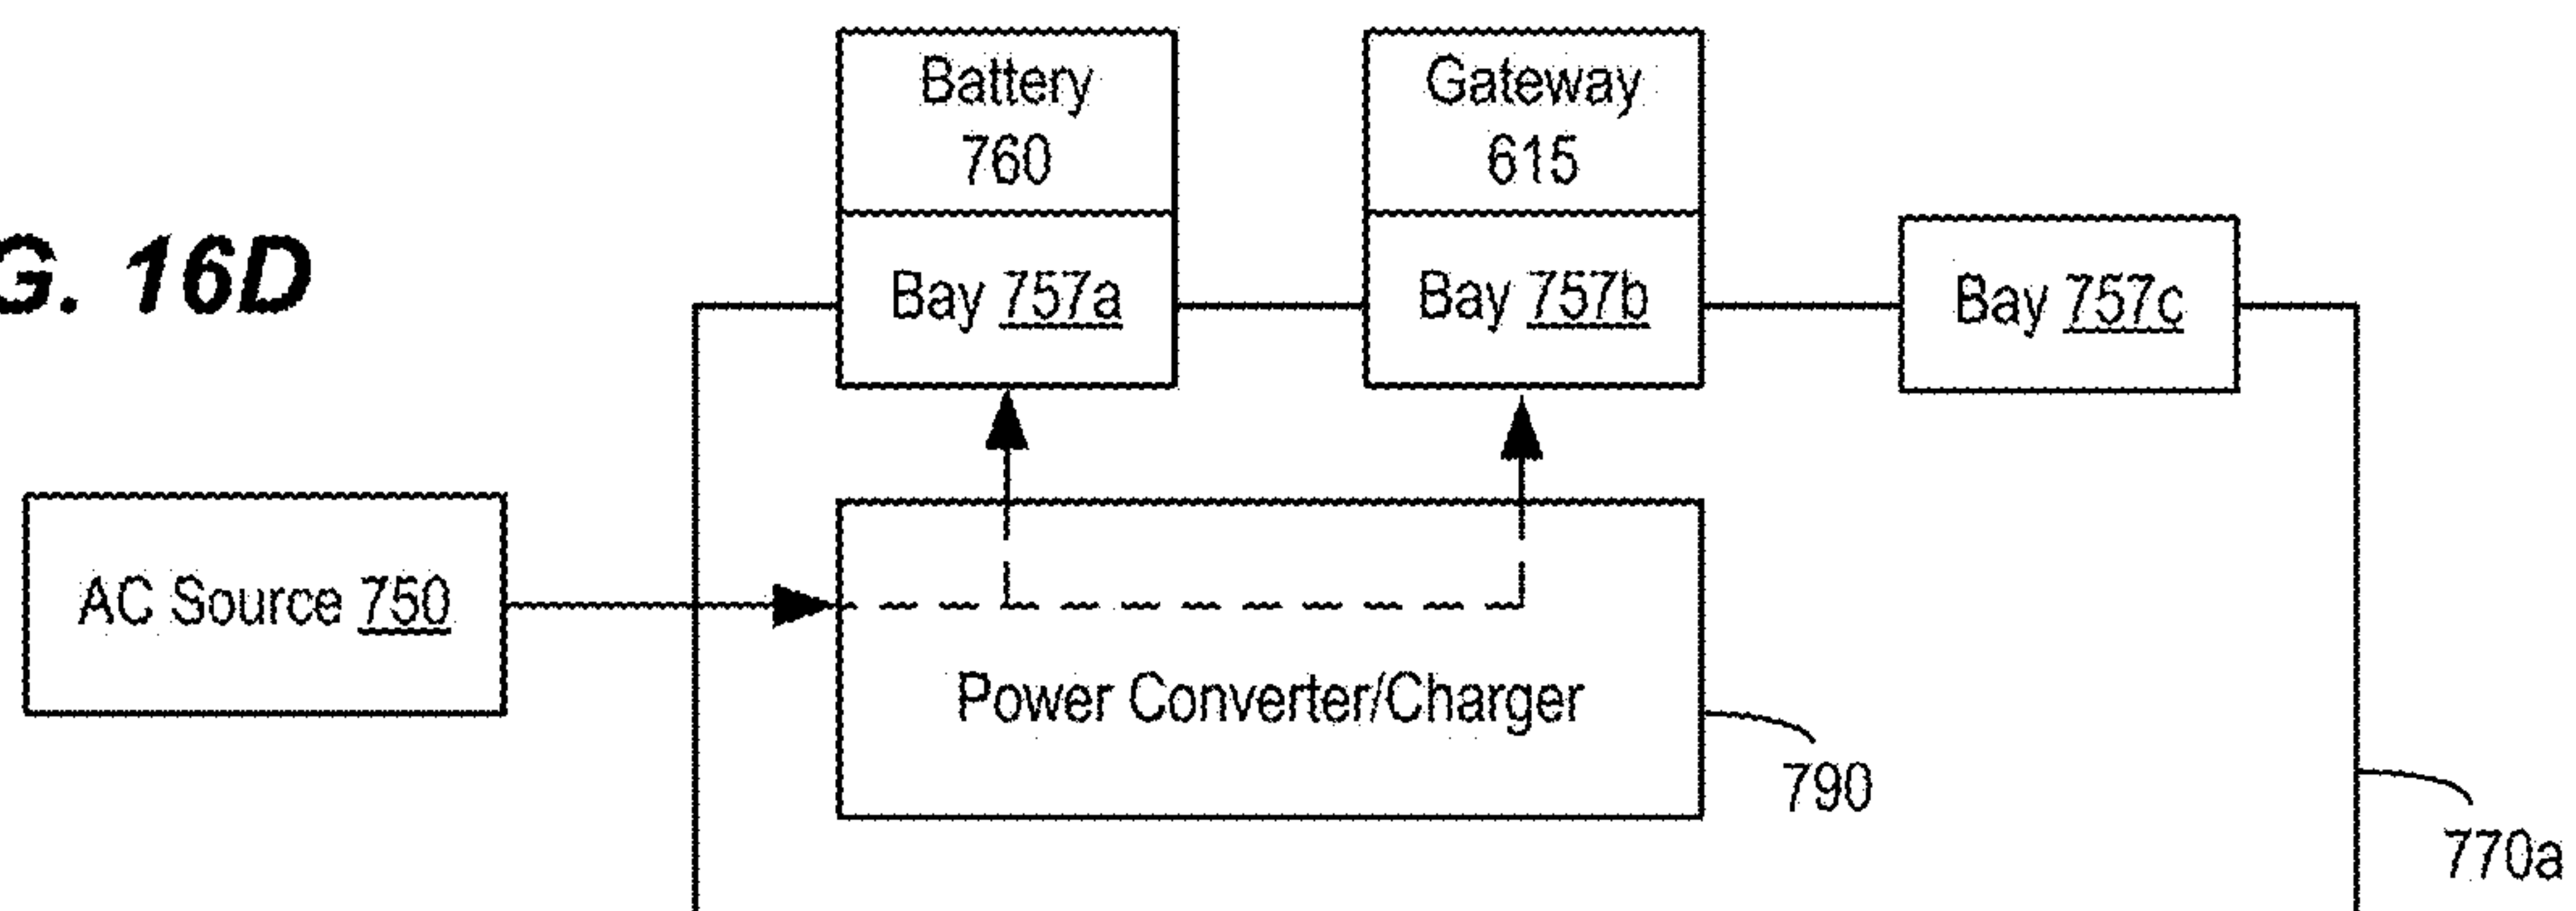 G. 16D
Battery
760
Gateway
615
Bay 757a
Bay 757b
Bay 757c
AC Source 750
Power Converter/Charger
790
770a